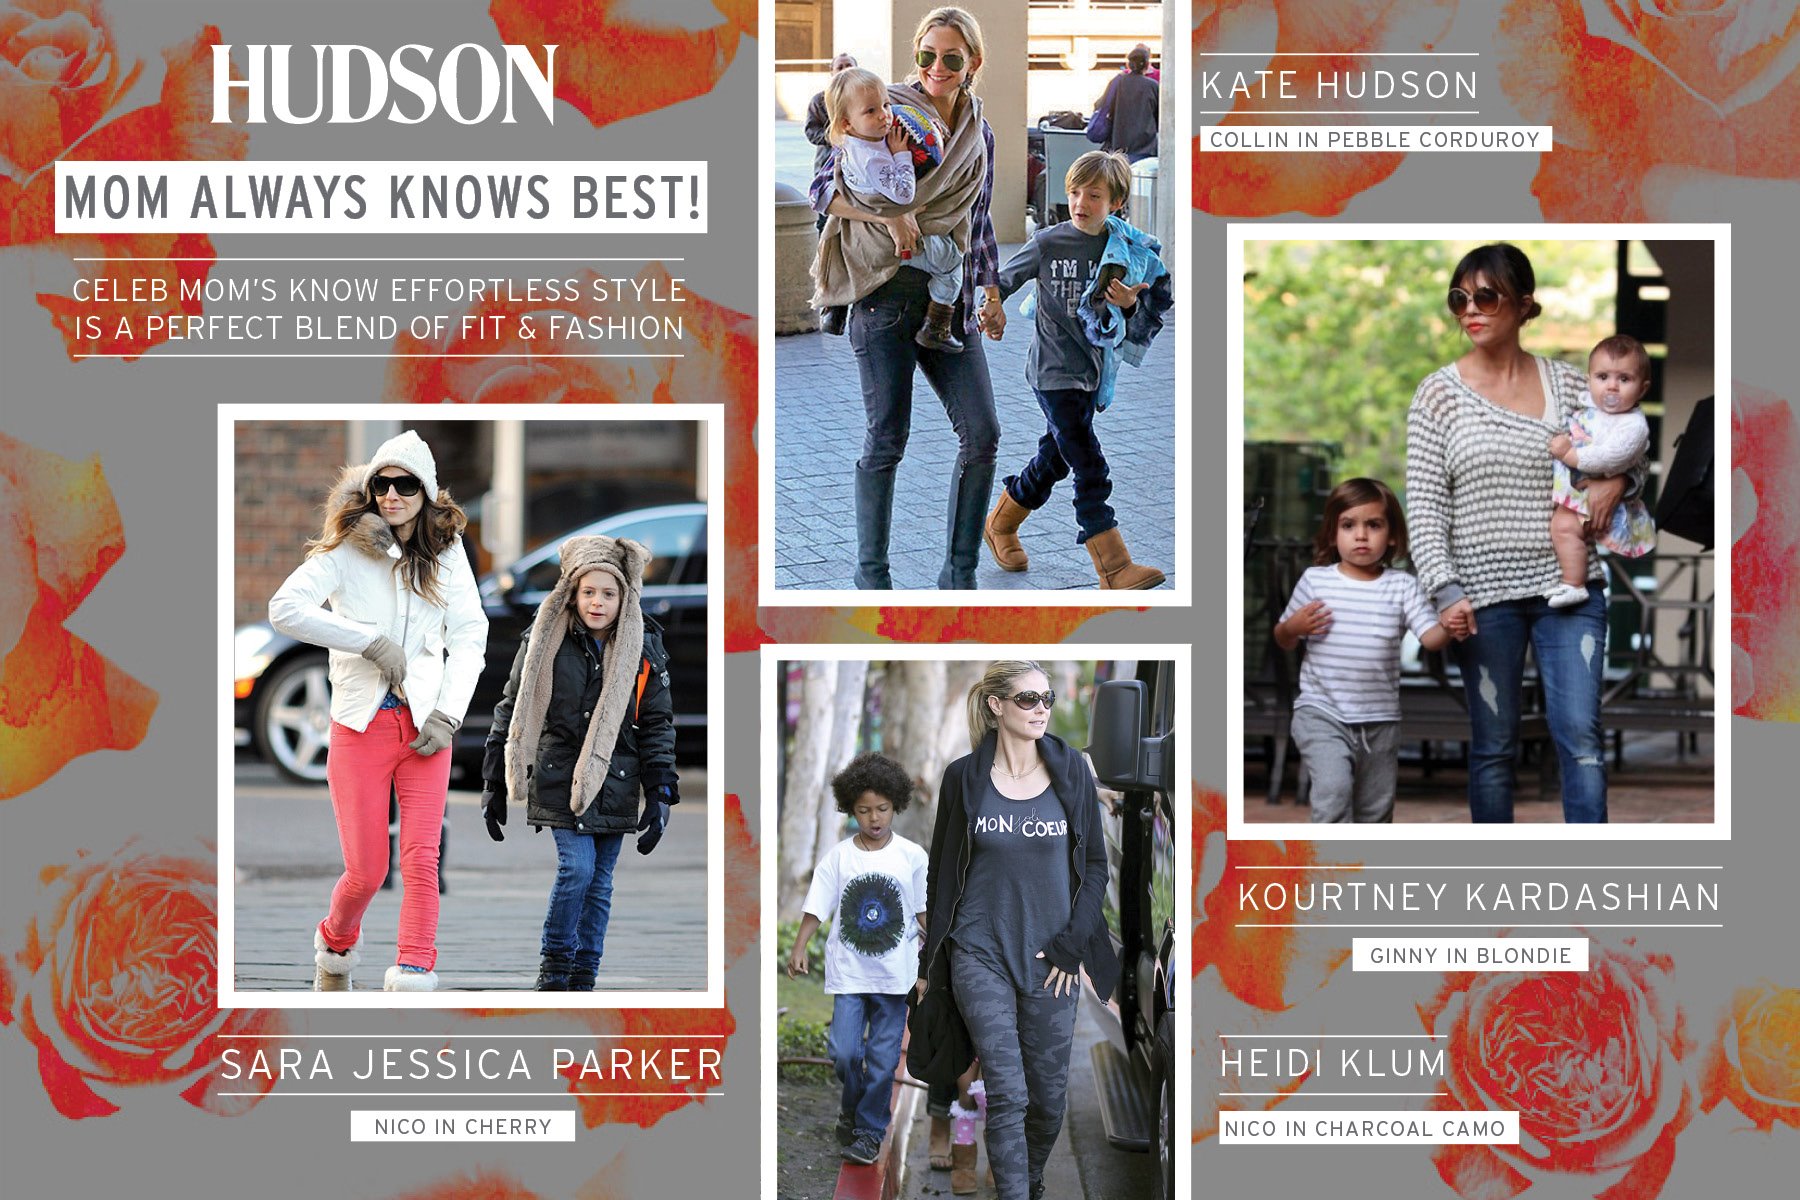 HUDSON
MOM ALWAYS KNOWS BEST!
CELEB MOM'S KNOW EFFORTLESS STYLE
IS A PERFECT BLEND OF FIT & FASHION
SARA JESSICA PARKER
NICO IN CHERRY
I'M
THE
MON joli COEUR
KATE HUDSON
COLLIN IN PEBBLE CORDUROY
KOURTNEY KARDASHIAN
GINNY IN BLONDIE
HEIDI KLUM
NICO IN CHARCOAL CAMO